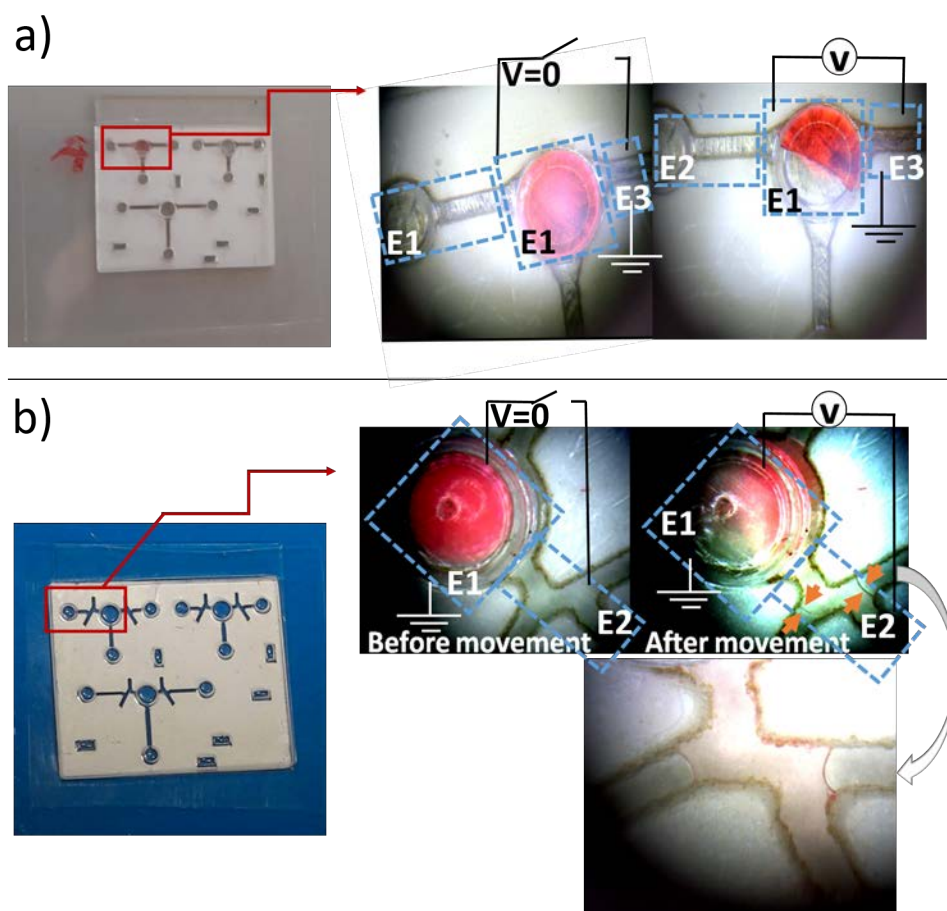 a)
V=0
E1
E1
E3
V
E2
E1
E3
b)
V=0
E1
E2
Before movement
V
E1
E2
After movement